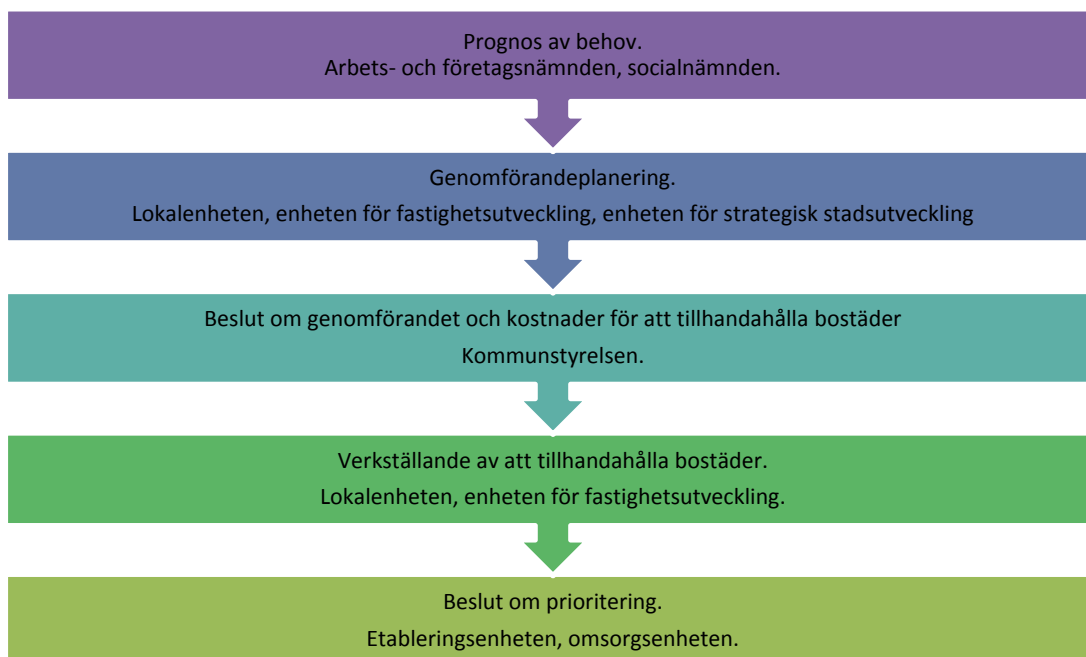 Prognos av behov.
Arbets- och företagsnämnden, socialnämnden.
Genomförandeplanering.
Lokalenheten, enheten för fastighetsutveckling, enheten för strategisk stadsutveckling
Beslut om genomförandet och kostnader för att tillhandahålla bostäder
Kommunstyrelsen.
Verkställande av att tillhandahålla bostäder.
Lokalenheten, enheten för fastighetsutveckling.
Beslut om prioritering.
Etableringsenheten, omsorgsenheten.